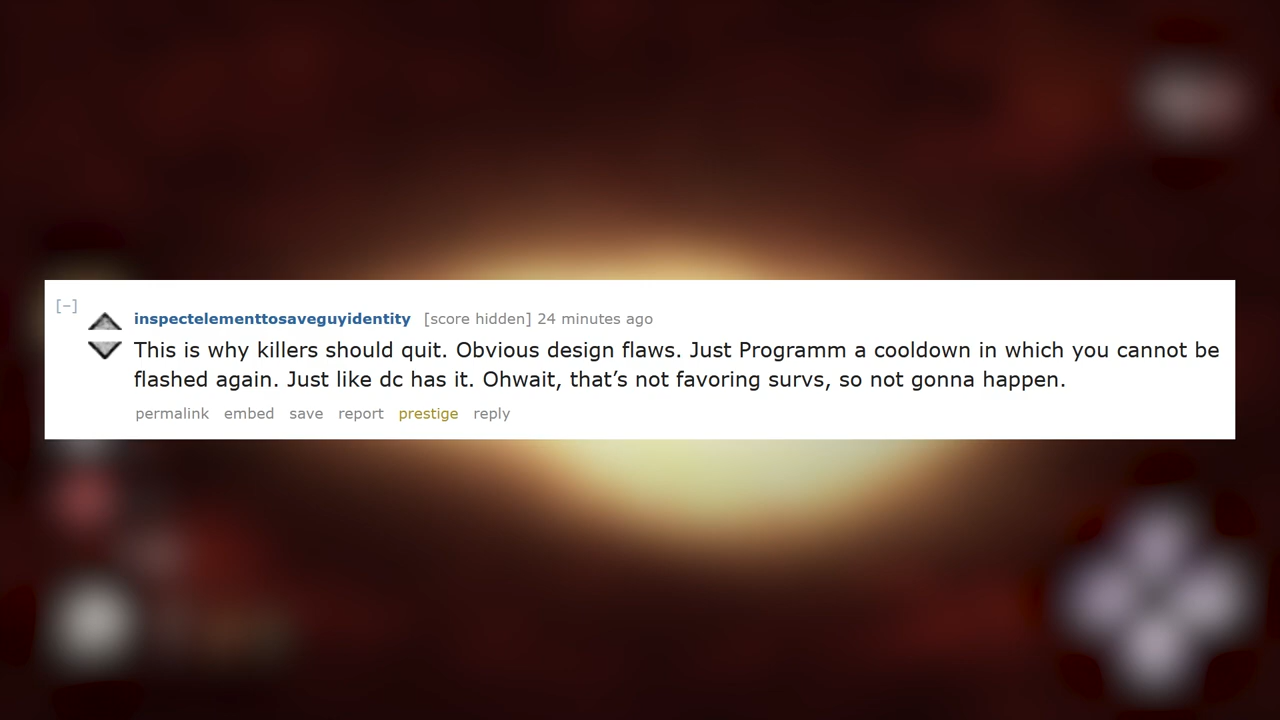 [–]
inspectelementtosaveguyidentity [score hidden] 24 minutes ago
This is why killers should quit. Obvious design flaws. Just Programm a cooldown in which you cannot be
flashed again. Just like dc has it. Ohwait, that’s not favoring survs, so not gonna happen.
permalink embed save report prestige reply